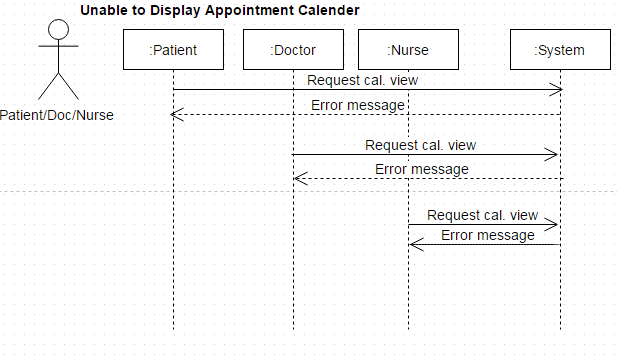 Unable to Display Appointment Calender
:Patient
:Doctor
:Nurse
:System
Patient/Doc/Nurse
Request cal. view
Error message
Request cal. view
Error message
Request cal. view
Error message